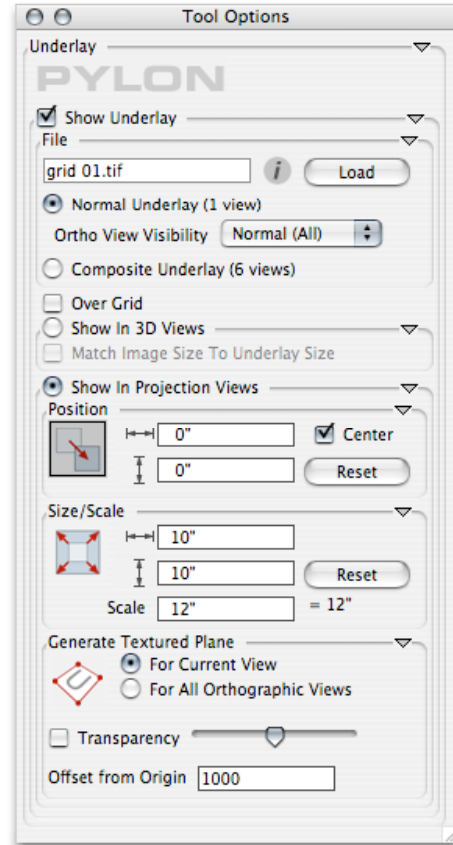 Tool Options
Underlay
PYLON
Show Underlay
File
grid 01.tif
i
Load
Normal Underlay (1 view)
Ortho View Visibility Normal (All)
Composite Underlay (6 views)
Over Grid
Show In 3D Views
Match Image Size To Underlay Size
Show In Projection Views
Position
0" Center
0" Reset
Size/Scale
10"
10" Reset
Scale 12" = 12"
Generate Textured Plane
For Current View
For All Orthographic Views
Transparency
Offset from Origin 1000